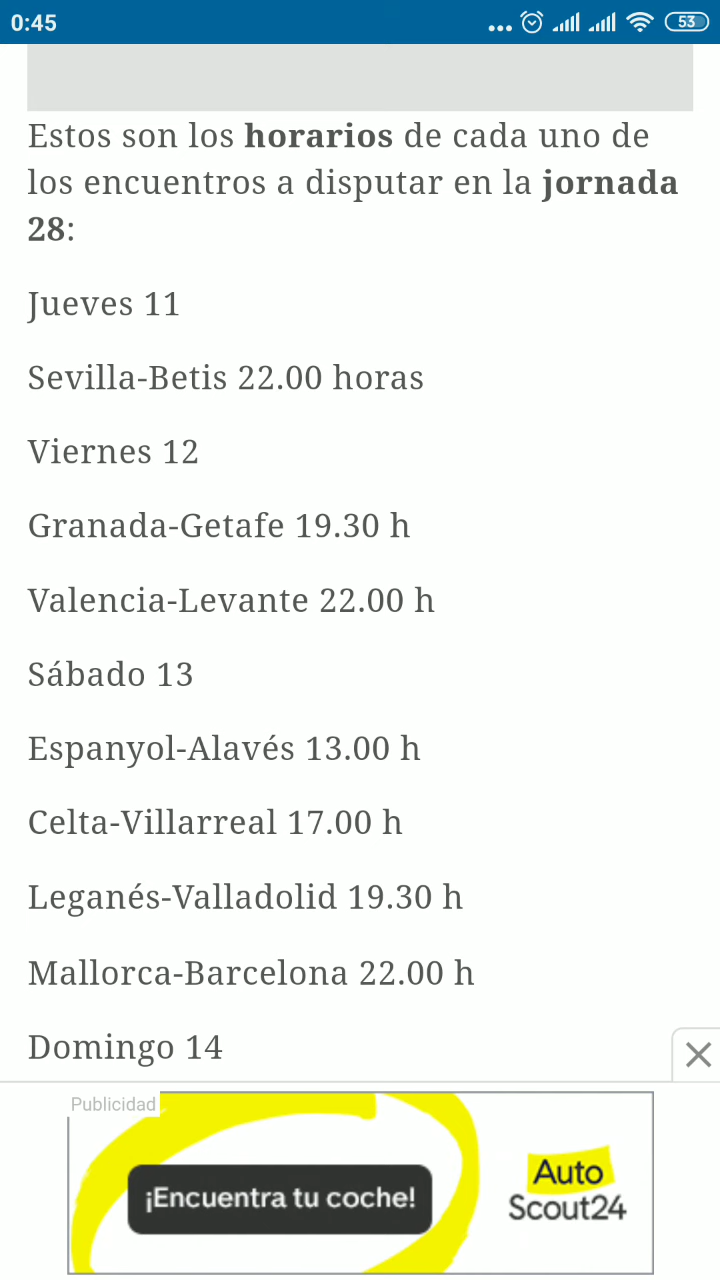 0:45
53
Estos son los horarios de cada uno de
los encuentros a disputar en la jornada
28:
Jueves 11
Sevilla-Betis 22.00 horas
Viernes 12
Granada-Getafe 19.30 h
Valencia-Levante 22.00 h
Sábado 13
Espanyol-Alavés 13.00 h
Celta-Villarreal 17.00 h
Leganés-Valladolid 19.30 h
Mallorca-Barcelona 22.00 h
Domingo 14
Publicidad
¡Encuentra tu coche!
Auto
Scout24